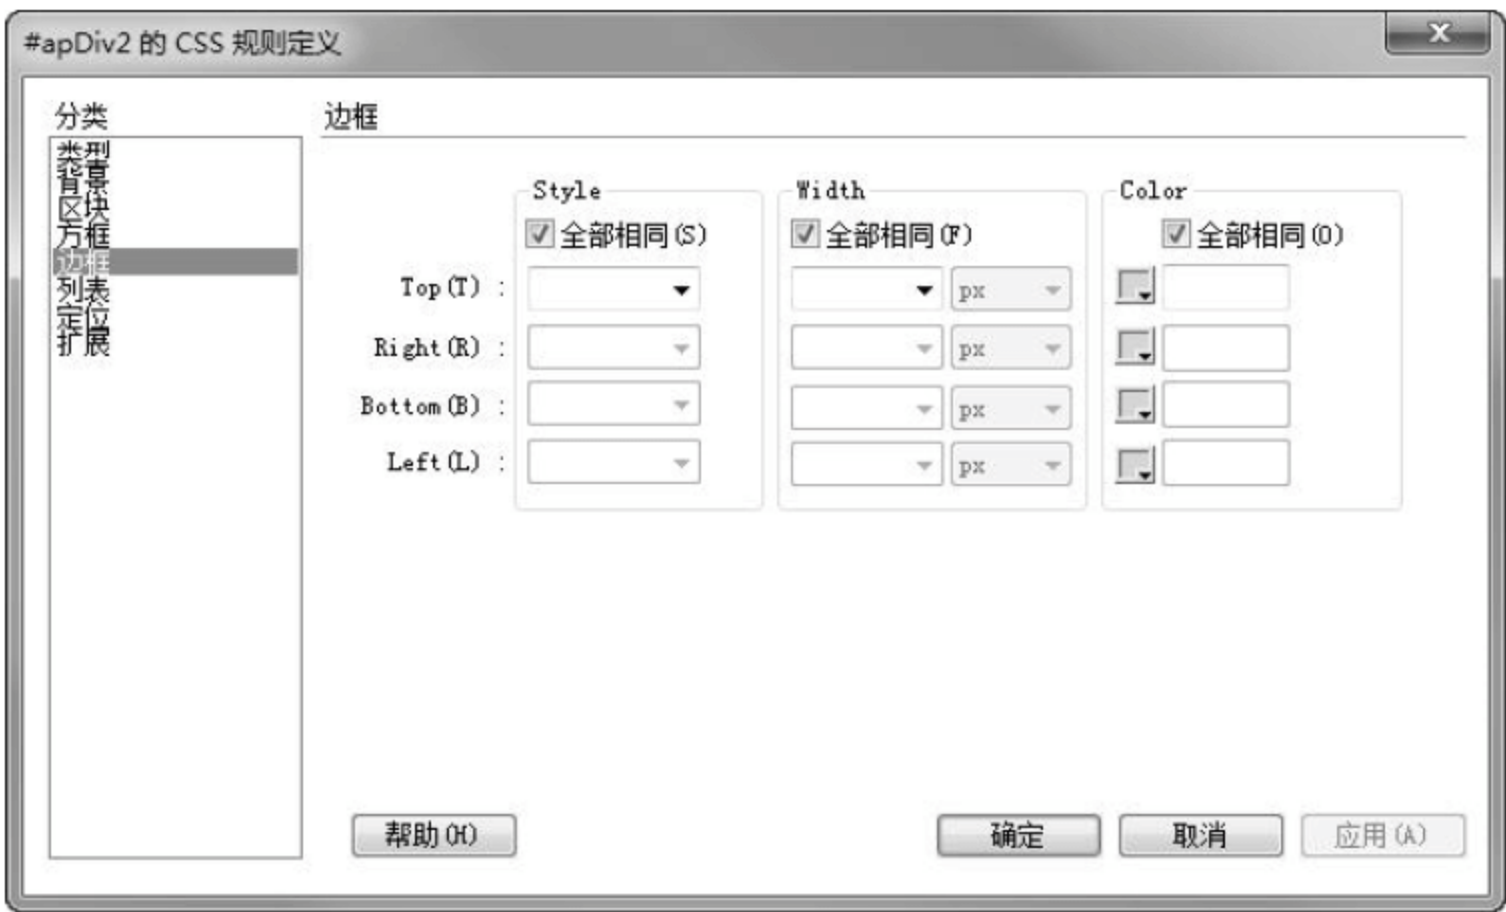 #apDiv2 的 CSS 规则定义
x
分类
类型
背景
区块
方框
边框
列表
定位
扩展
边框
Style Width Color
全部相同(S) 全部相同(F) 全部相同(O)
Top(T) : px
Right(R) : px
Bottom(B) : px
Left(L) : px
帮助(H) 确定 取消 应用(A)